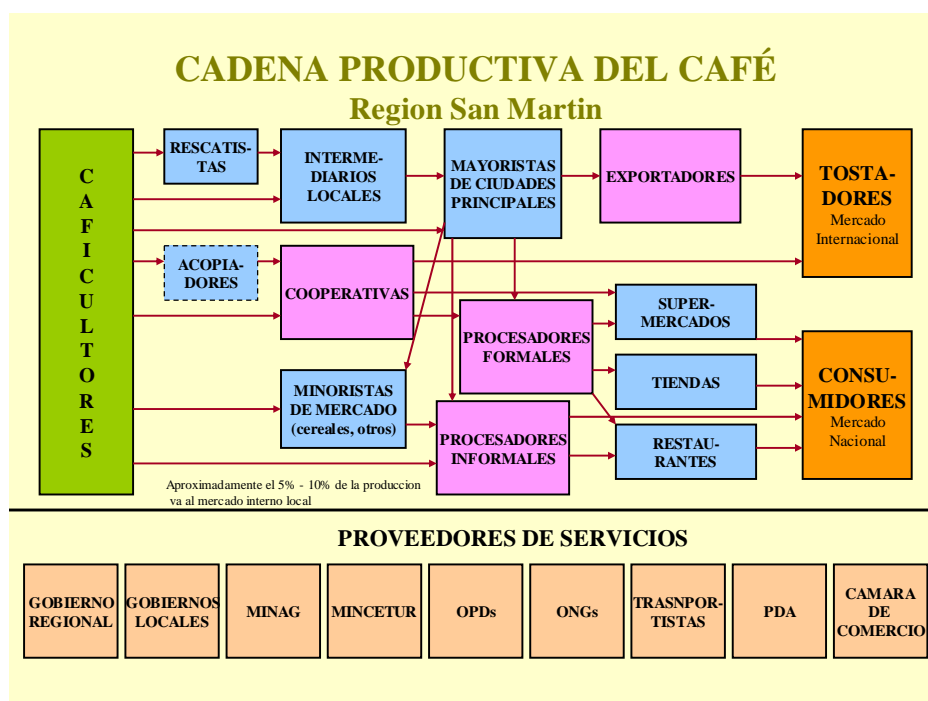 CADENA PRODUCTIVA DEL CAFÉ
Region San Martin
C
A
F
I
C
U
L
T
O
R
E
S
RESCATIS-
TAS
INTERME-
DIARIOS
LOCALES
MAYORISTAS
DE CIUDADES
PRINCIPALES
EXPORTADORES
TOSTA-
DORES
Mercado
Internacional
ACOPIA-
DORES
COOPERATIVAS
SUPER-
MERCADOS
PROCESADORES
FORMALES
TIENDAS
CONSU-
MIDORES
Mercado
Nacional
MINORISTAS
DE MERCADO
(cereales, otros)
PROCESADORES
INFORMALES
RESTAU-
RANTES
Aproximadamente el 5% - 10% de la produccion
va al mercado interno local
PROVEEDORES DE SERVICIOS
GOBIERNO
REGIONAL
GOBIERNOS
LOCALES
MINAG
MINCETUR
OPDs
ONGs
TRASNPOR-
TISTAS
PDA
CAMARA
DE
COMERCIO